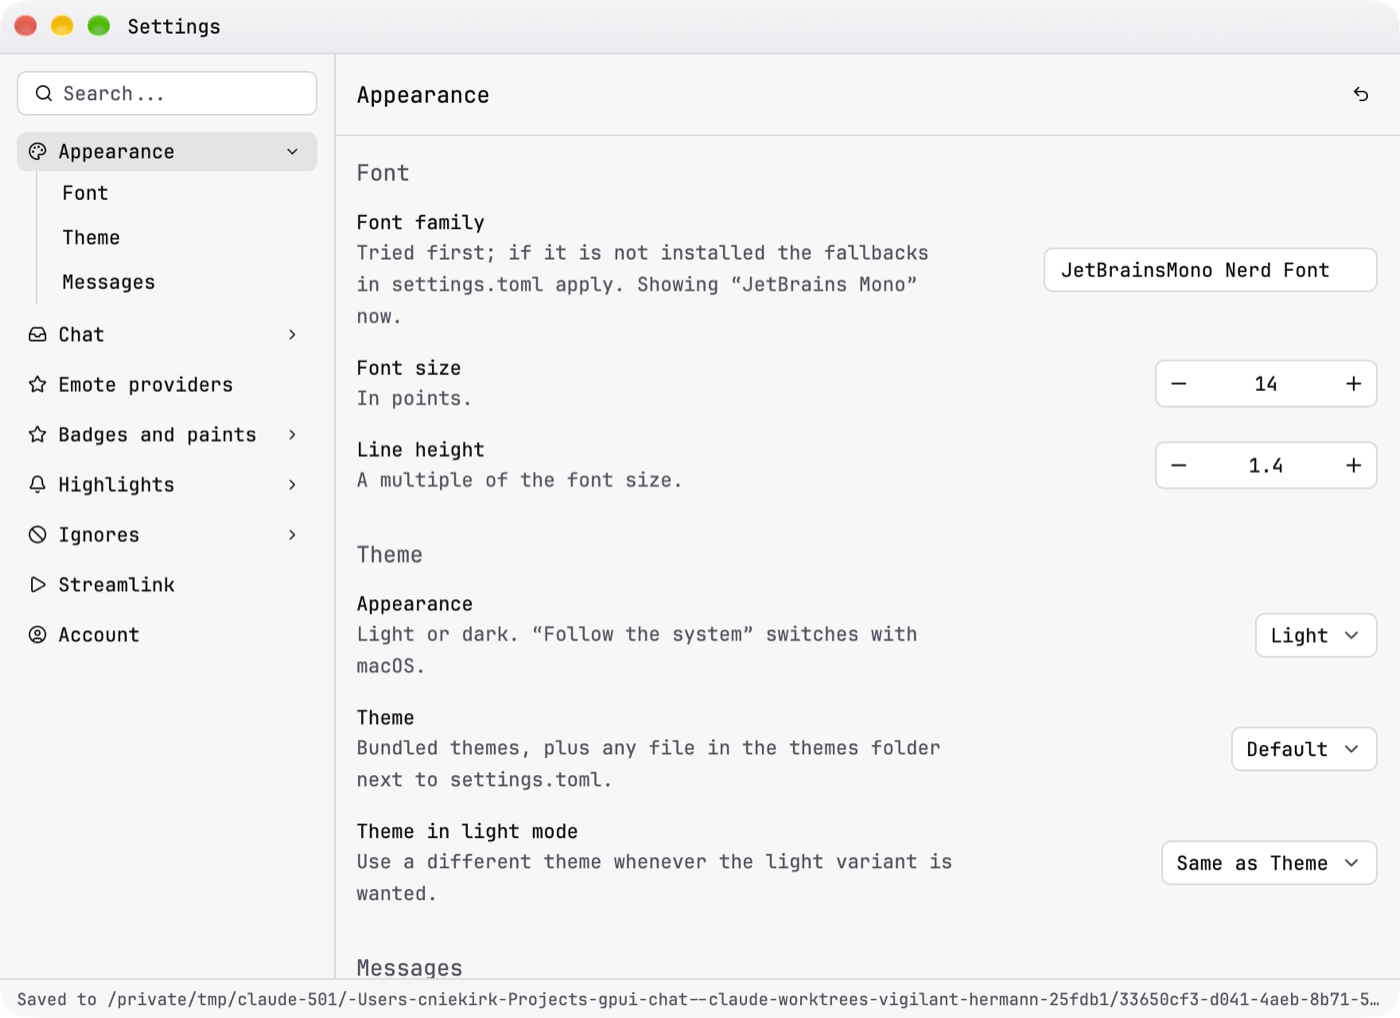 Settings
Search...
Appearance
Font
Theme
Messages
Chat
Emote providers
Badges and paints
Highlights
Ignores
Streamlink
Account
Appearance
Font
Font family
Tried first; if it is not installed the fallbacks
in settings.toml apply. Showing “JetBrains Mono”
now.
JetBrainsMono Nerd Font
Font size
In points.
14
Line height
A multiple of the font size.
1.4
Theme
Appearance
Light or dark. “Follow the system” switches with
macOS.
Light
Theme
Bundled themes, plus any file in the themes folder
next to settings.toml.
Default
Theme in light mode
Use a different theme whenever the light variant is
wanted.
Same as Theme
Messages
Saved to /private/tmp/claude-501/-Users-cniekirk-Projects-gpui-chat--claude-worktrees-vigilant-hermann-25fdb1/33650cf3-d041-4aeb-8b71-5…